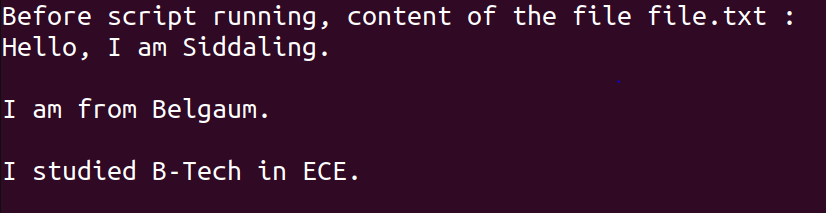 Before script running, content of the file file.txt :
Hello, I am Siddaling.
I am from Belgaum.
I studied B-Tech in ECE.